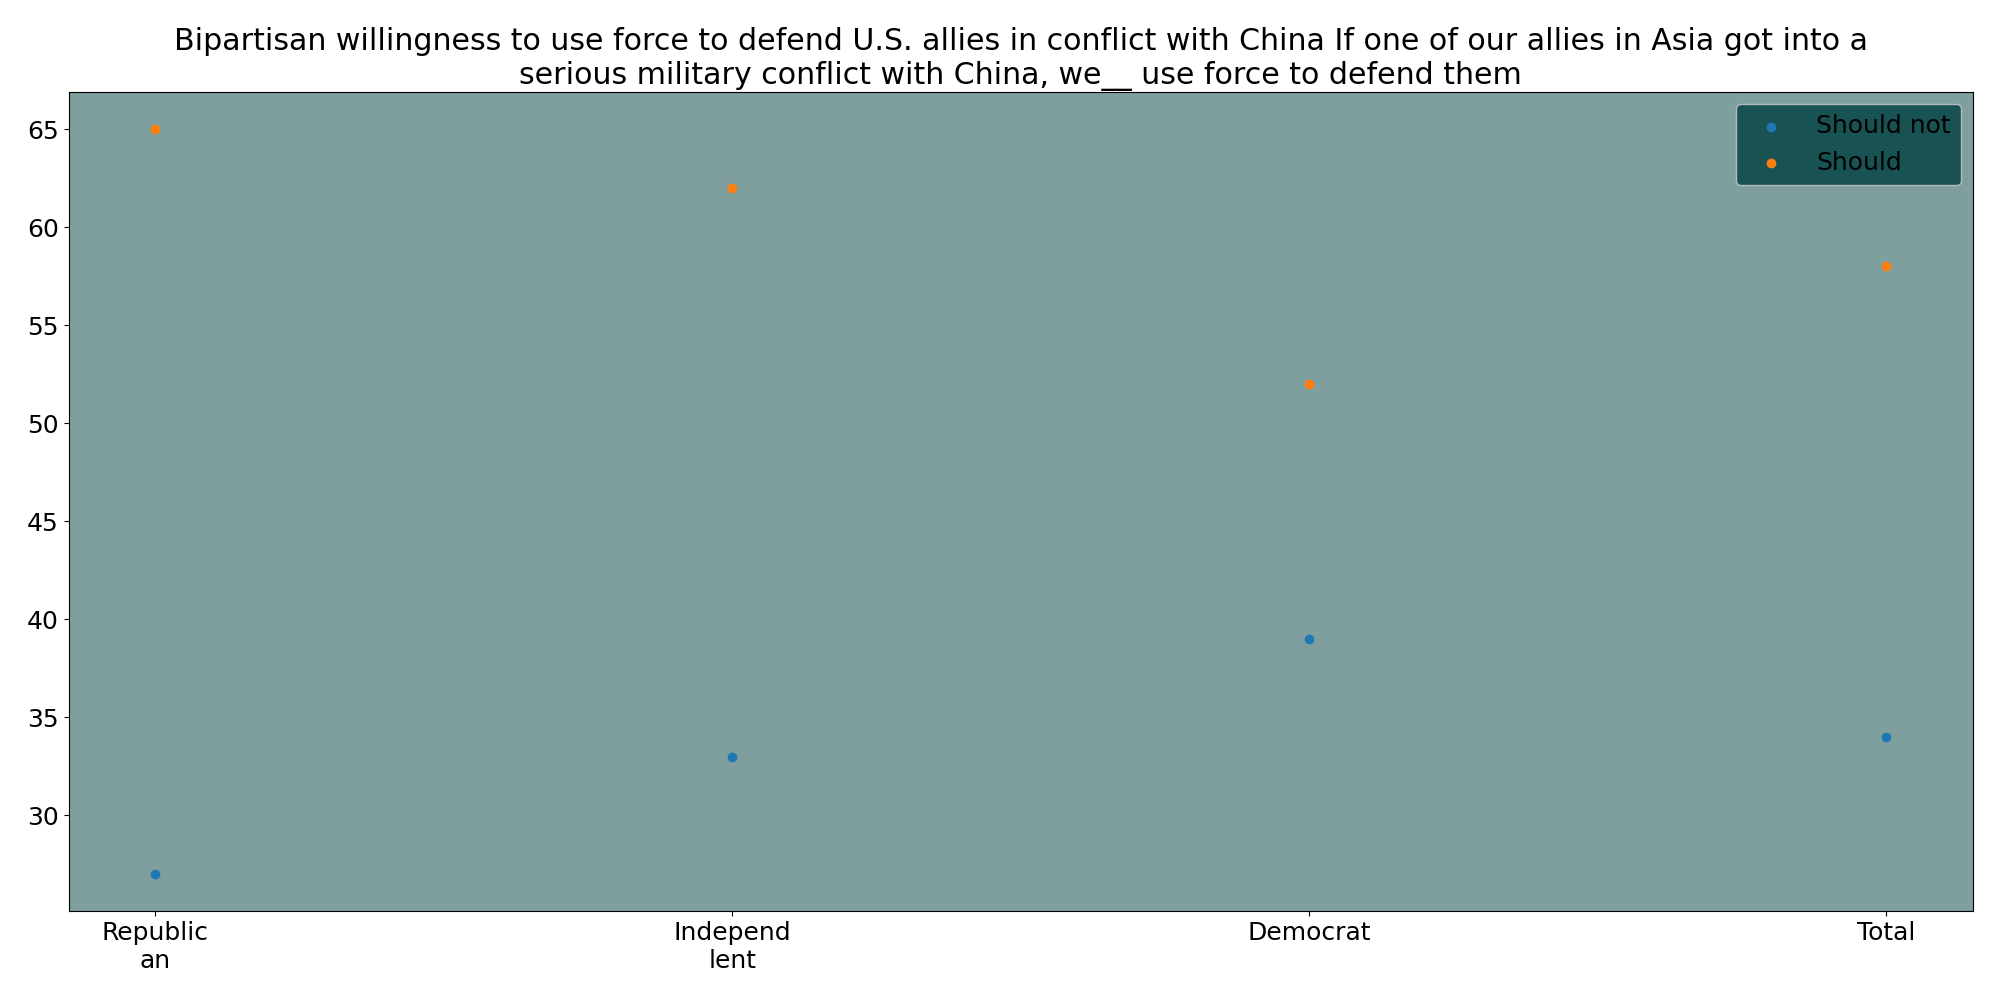 Bipartisan willingness to use force to defend U.S. allies in conflict with China If one of our allies in Asia got into a
serious military conflict with China, we__ use force to defend them
Should not
Should
65
60
55
50
45
40
35
30
Republic
an
Independ
lent
Democrat
Total